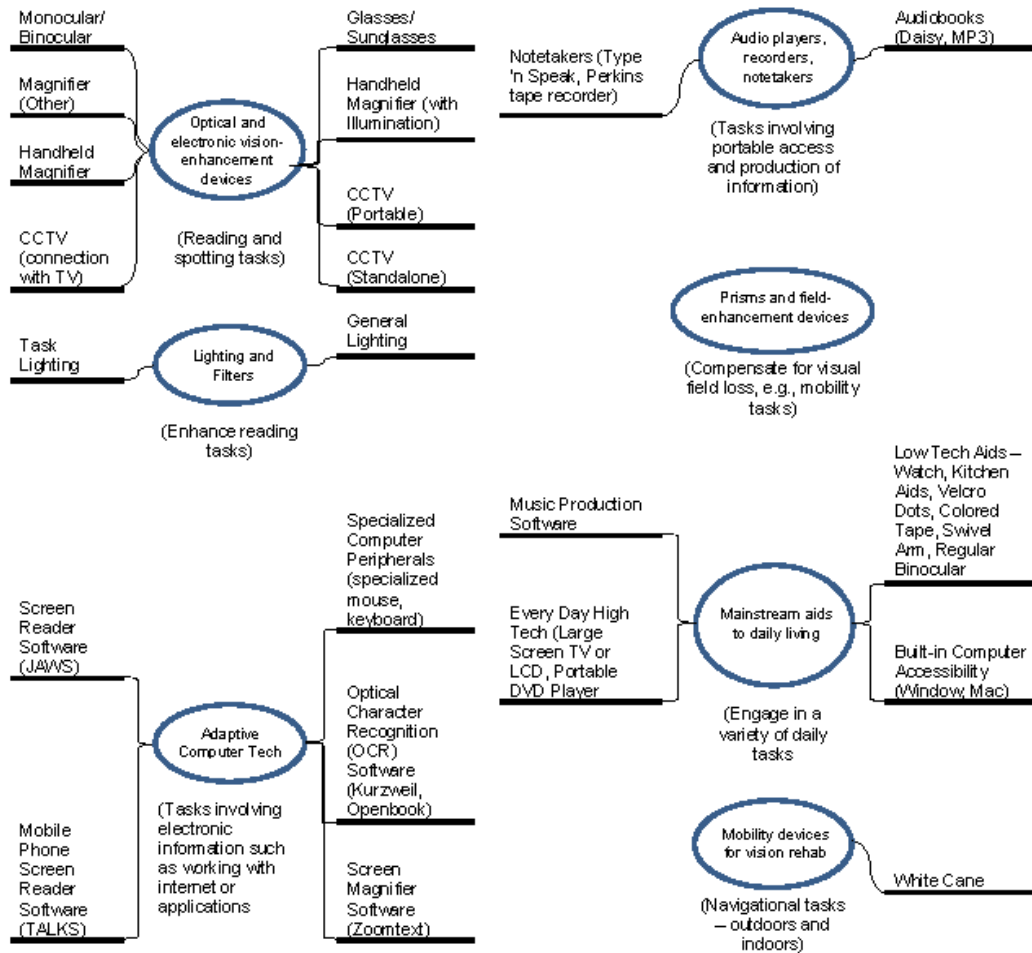 Monocular/
Binocular
Magnifier
(Other)
Handheld
Magnifier
CCTV
(connection
with TV)
Optical and
electronic vision-
enhancement
devices
(Reading and
spotting tasks)
Glasses/
Sunglasses
Handheld
Magnifier (with
Illumination)
CCTV
(Portable)
CCTV
(Standalone)
Notetakers (Type
'n Speak, Perkins
tape recorder)
Audio players,
recorders,
notetakers
(Tasks involving
portable access
and production of
information)
Audiobooks
(Daisy, MP3)
Prisms and field-
enhancement devices
(Compensate for visual
field loss, e.g., mobility
tasks)
Task
Lighting
Lighting and
Filters
(Enhance reading
tasks)
General
Lighting
Screen
Reader
Software
(JAWS)
Mobile
Phone
Screen
Reader
Software
(TALKS)
Adaptive
Computer Tech
(Tasks involving
electronic
information such
as working with
internet or
applications
Specialized
Computer
Peripherals
(specialized
mouse,
keyboard)
Optical
Character
Recognition
(OCR)
Software
(Kurzweil,
Openbook)
Screen
Magnifier
Software
(Zoomtext)
Music Production
Software
Every Day High
Tech (Large
Screen TV or
LCD, Portable
DVD Player
Mainstream aids
to daily living
(Engage in a
variety of daily
tasks
Low Tech Aids –
Watch, Kitchen
Aids, Velcro
Dots, Colored
Tape, Swivel
Arm, Regular
Binocular
Built-in Computer
Accessibility
(Window, Mac)
Mobility devices
for vision rehab
(Navigational tasks
– outdoors and
indoors)
White Cane